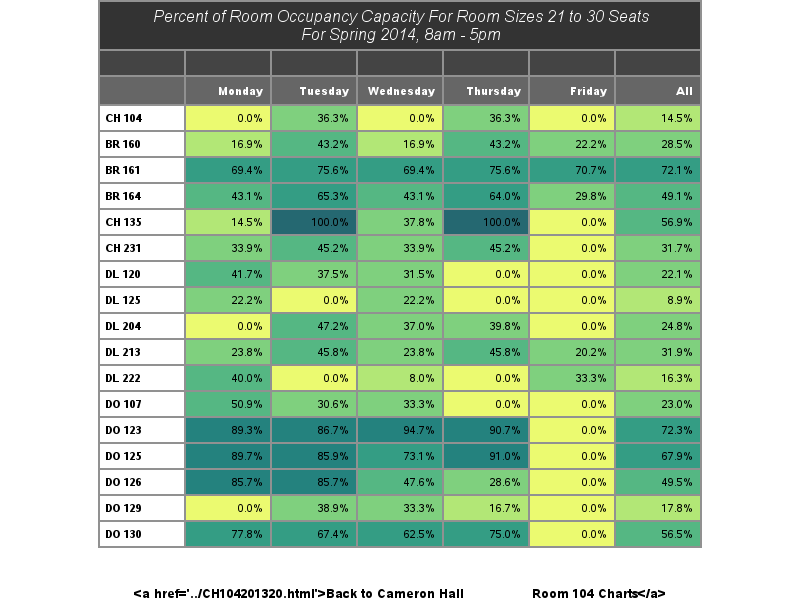 Percent of Room Occupancy Capacity For Room Sizes 21 to 30 Seats
For Spring 2014, 8am - 5pm
Monday Tuesday Wednesday Thursday Friday All
CH 104 0.0% 36.3% 0.0% 36.3% 0.0% 14.5%
BR 160 16.9% 43.2% 16.9% 43.2% 22.2% 28.5%
BR 161 69.4% 75.6% 69.4% 75.6% 70.7% 72.1%
BR 164 43.1% 65.3% 43.1% 64.0% 29.8% 49.1%
CH 135 14.5% 100.0% 37.8% 100.0% 0.0% 56.9%
CH 231 33.9% 45.2% 33.9% 45.2% 0.0% 31.7%
DL 120 41.7% 37.5% 31.5% 0.0% 0.0% 22.1%
DL 125 22.2% 0.0% 22.2% 0.0% 0.0% 8.9%
DL 204 0.0% 47.2% 37.0% 39.8% 0.0% 24.8%
DL 213 23.8% 45.8% 23.8% 45.8% 20.2% 31.9%
DL 222 40.0% 0.0% 8.0% 0.0% 33.3% 16.3%
DO 107 50.9% 30.6% 33.3% 0.0% 0.0% 23.0%
DO 123 89.3% 86.7% 94.7% 90.7% 0.0% 72.3%
DO 125 89.7% 85.9% 73.1% 91.0% 0.0% 67.9%
DO 126 85.7% 85.7% 47.6% 28.6% 0.0% 49.5%
DO 129 0.0% 38.9% 33.3% 16.7% 0.0% 17.8%
DO 130 77.8% 67.4% 62.5% 75.0% 0.0% 56.5%
<a href='../CH104201320.html'>Back to Cameron Hall Room 104 Charts</a>